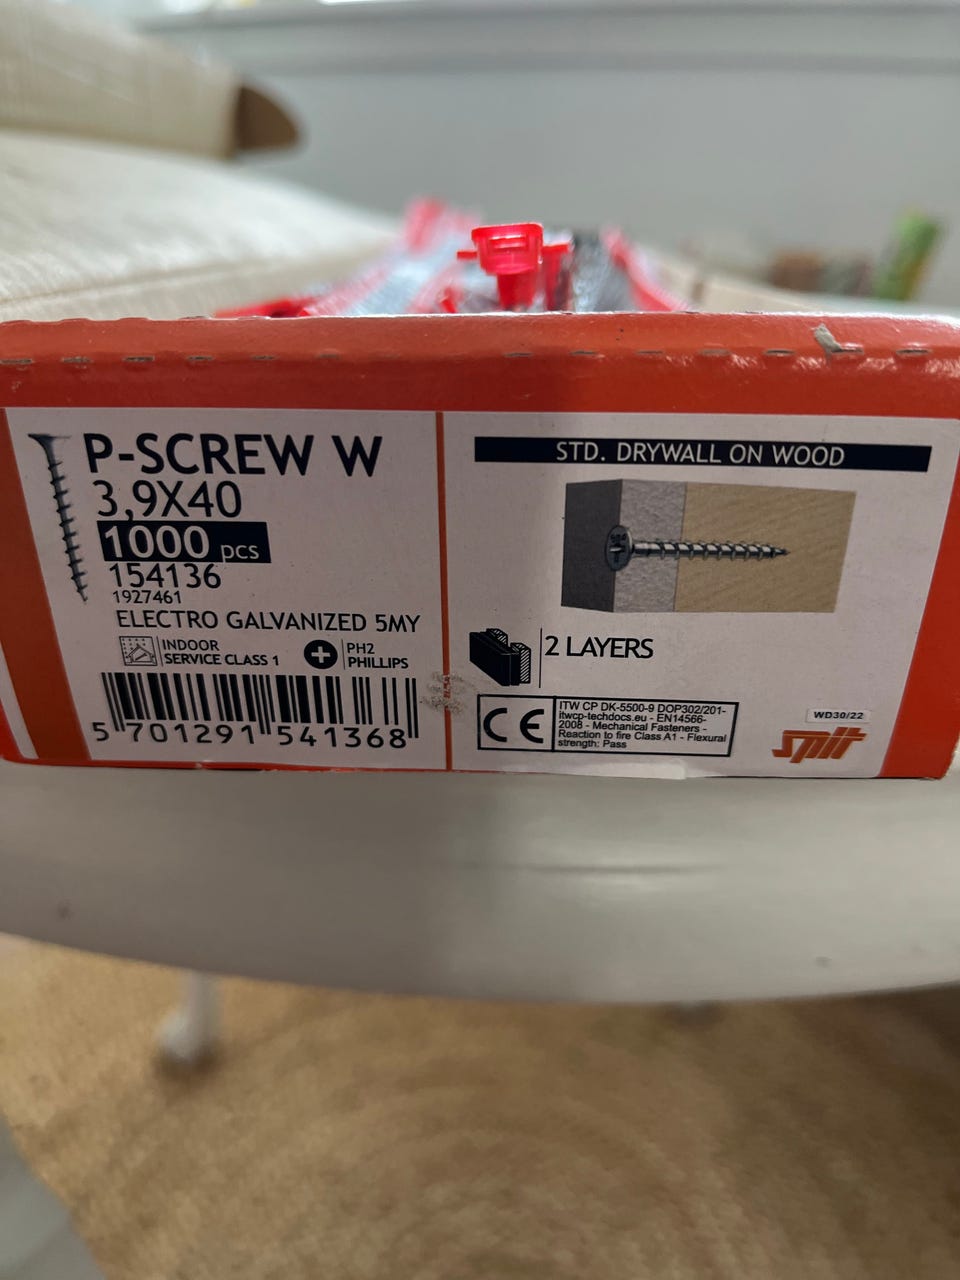 P-SCREW W
3,9X40
1000 pcs
154136
1927461
ELECTRO GALVANIZED 5MY
INDOOR
SERVICE CLASS 1
PH2
PHILLIPS
5 701291 541368
STD. DRYWALL ON WOOD
2 LAYERS
CE
ITW CP DK-5500-9 DOP302/201-
itwcp-techdocs.eu - EN14566-
2008 - Mechanical Fasteners -
Reaction to fire Class A1 - Flexural
strength: Pass
WD30/22
spit